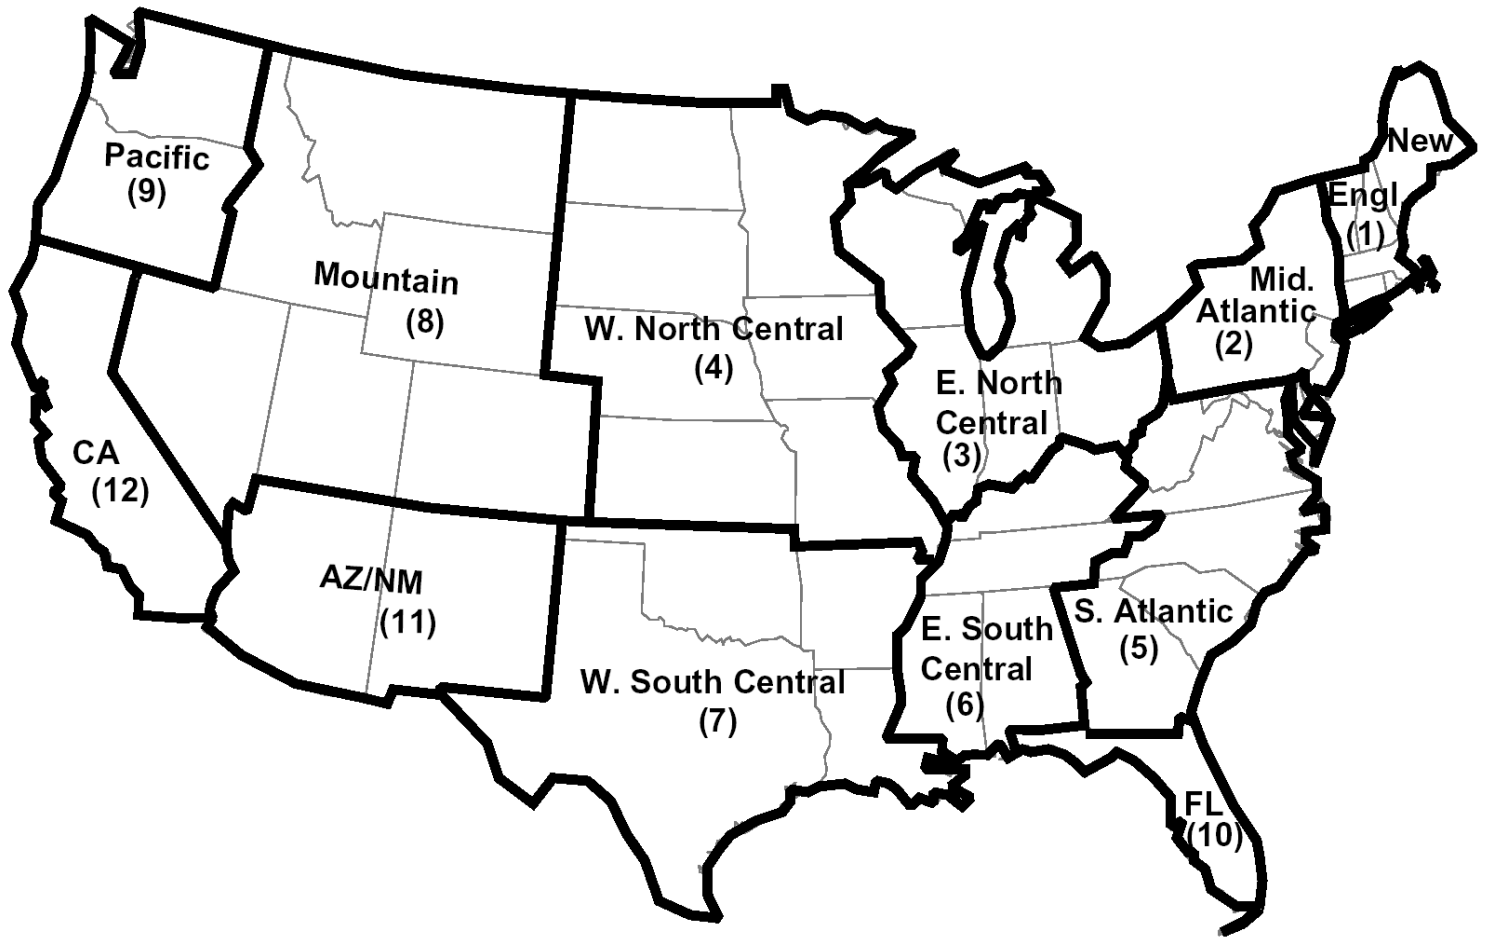 Pacific
(9)
Mountain
(8)
W. North Central
(4)
E. North
Central
(3)
New
Engl.
(1)
Mid.
Atlantic
(2)
CA
(12)
AZ/NM
(11)
W. South Central
(7)
E. South
Central
(6)
S. Atlantic
(5)
FL
(10)